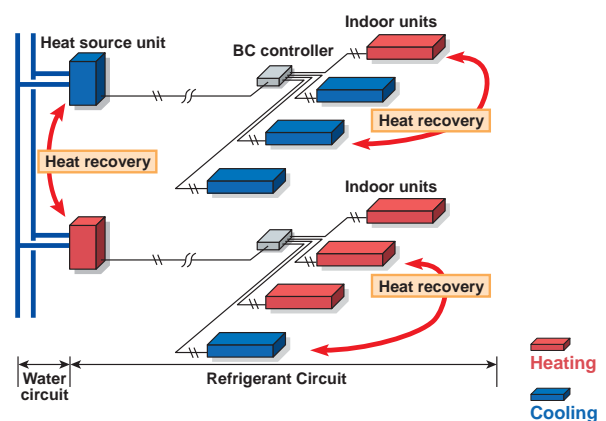 Indoor units
Heat source unit
BC controller
Heat recovery
Heat recovery
Indoor units
Heat recovery
Water
circuit
Refrigerant Circuit
Heating
Cooling